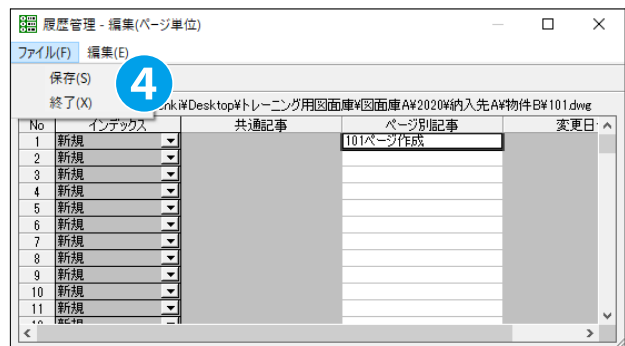 履歴管理 - 編集(ページ単位)
ファイル(F) 編集(E)
保存(S)
終了(X)
4
nki¥Desktop¥トレーニング用図面庫¥図面庫A¥2020¥納入先A¥物件B¥101.dwg
No インデックス 共通記事 ページ別記事 変更日
1 新規 101ページ作成
2 新規
3 新規
4 新規
5 新規
6 新規
7 新規
8 新規
9 新規
10 新規
11 新規